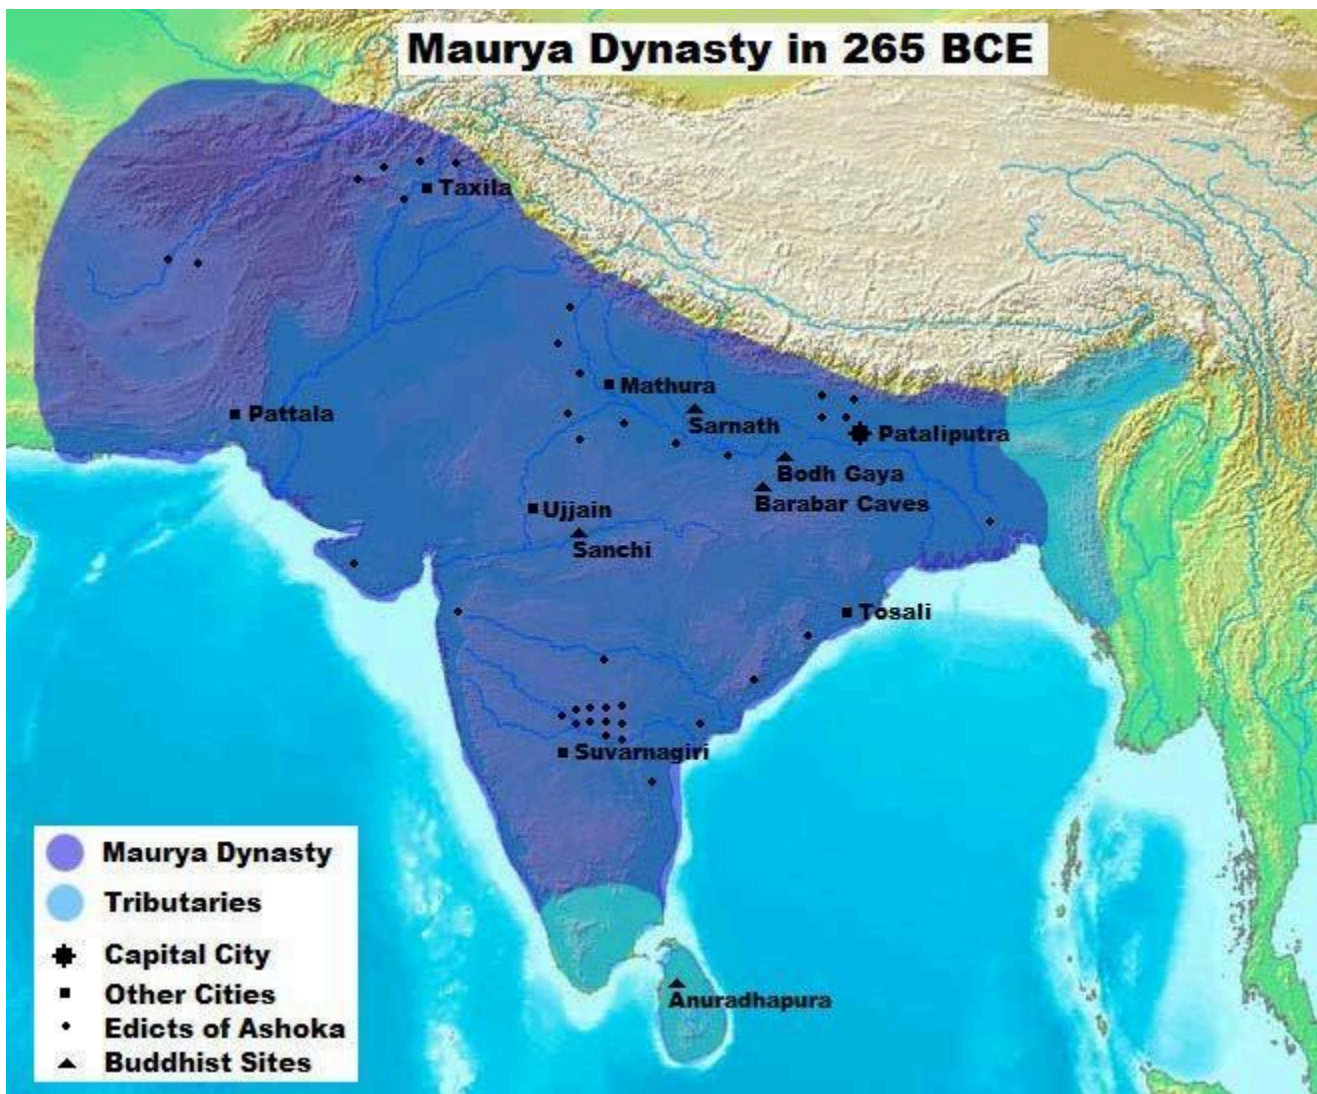 Maurya Dynasty in 265 BCE
Taxila
Mathura
Pattala
Sarnath
Pataliputra
Bodh Gaya
Barabar Caves
Ujjain
Sanchi
Tosali
Suvarnagiri
Anuradhapura
Maurya Dynasty
Tributaries
Capital City
Other Cities
Edicts of Ashoka
Buddhist Sites